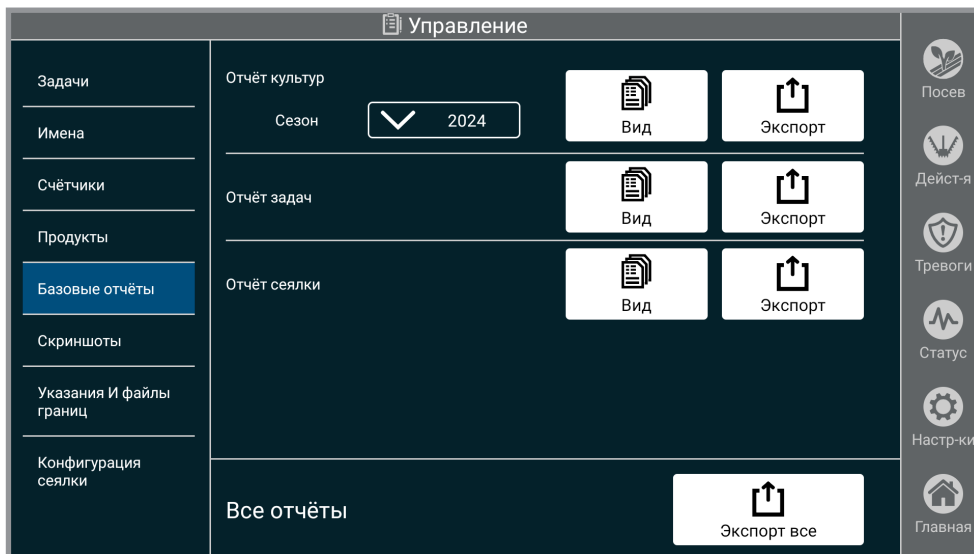 Управление
Задачи
Имена
Счётчики
Продукты
Базовые отчёты
Скриншоты
Указания И файлы
границ
Конфигурация
сеялки
Отчёт культур
Сезон
2024
Вид
Экспорт
Отчёт задач
Вид
Экспорт
Отчёт сеялки
Вид
Экспорт
Все отчёты
Экспорт все
Посев
Дейст-я
Тревоги
Статус
Настр-ки
Главная